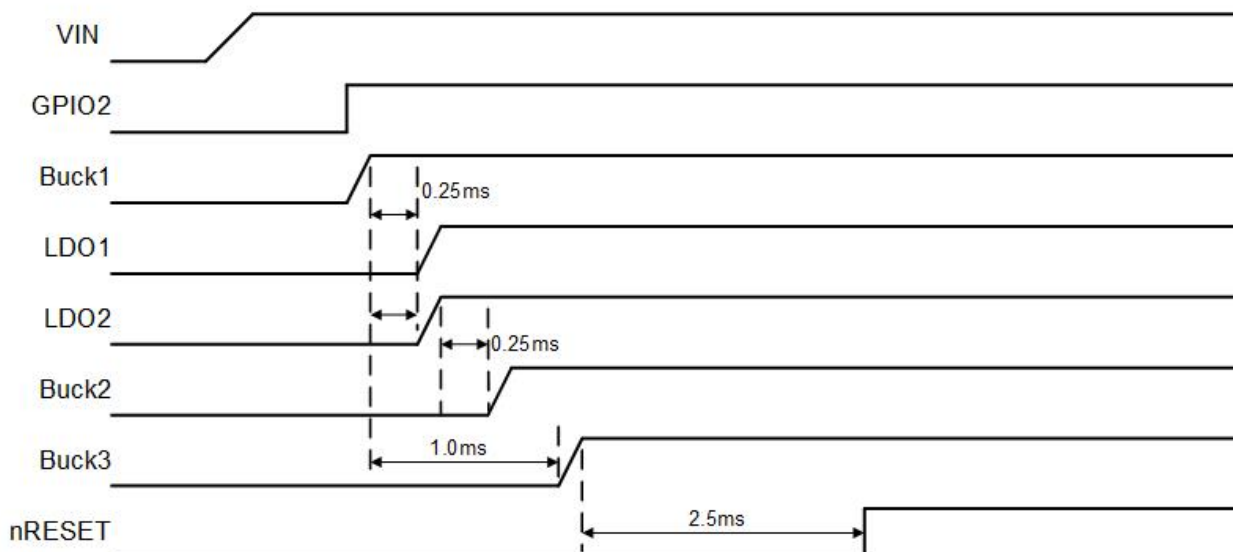 VIN
GPIO2
Buck1
0.25ms
LDO1
LDO2
0.25ms
Buck2
1.0ms
Buck3
2.5ms
nRESET